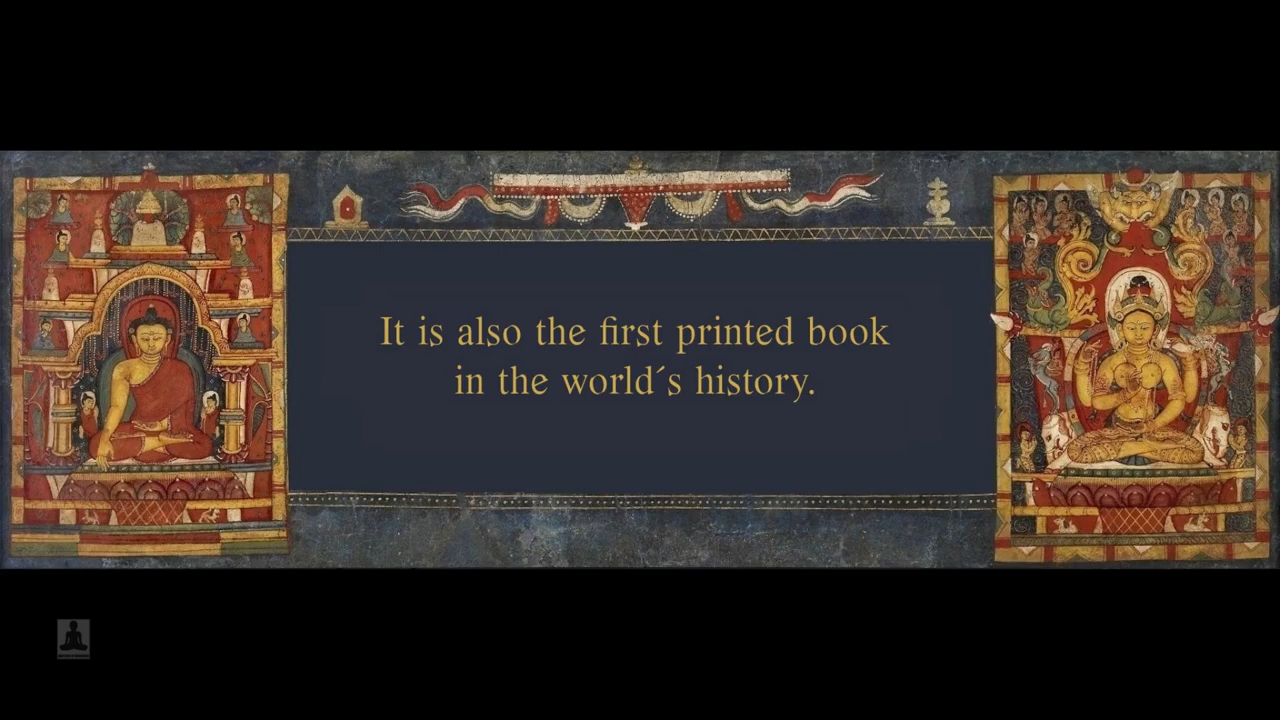 It is also the first printed book
in the world´s history.